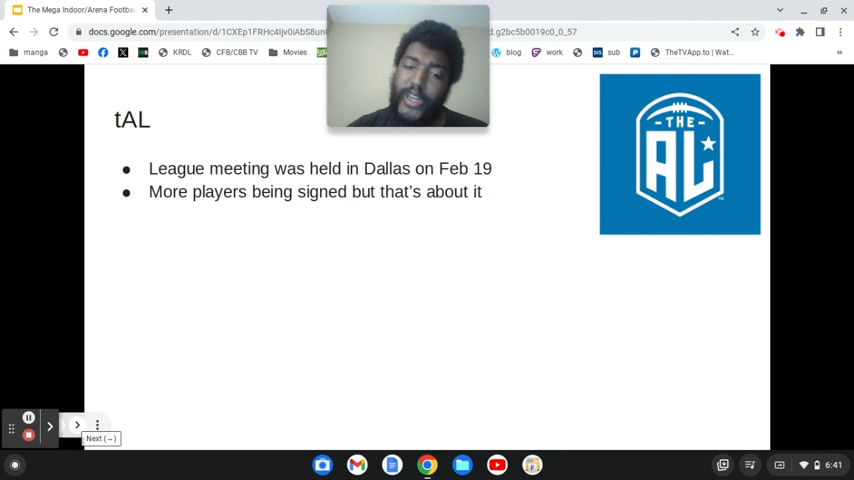 The Mega Indoor/Arena Footba
docs.google.com/presentation/d/1CXEp1FRHc4Ijv0iAbS8un
d.g2bc5b0019c0_0_57
manga
KRDL
CFB/CBB TV
Movies
blog
work
sis
sub
TheTVApp.to | Wat...
tAL
● League meeting was held in Dallas on Feb 19
● More players being signed but that's about it
- THE -
AL
Next (→)
6:41